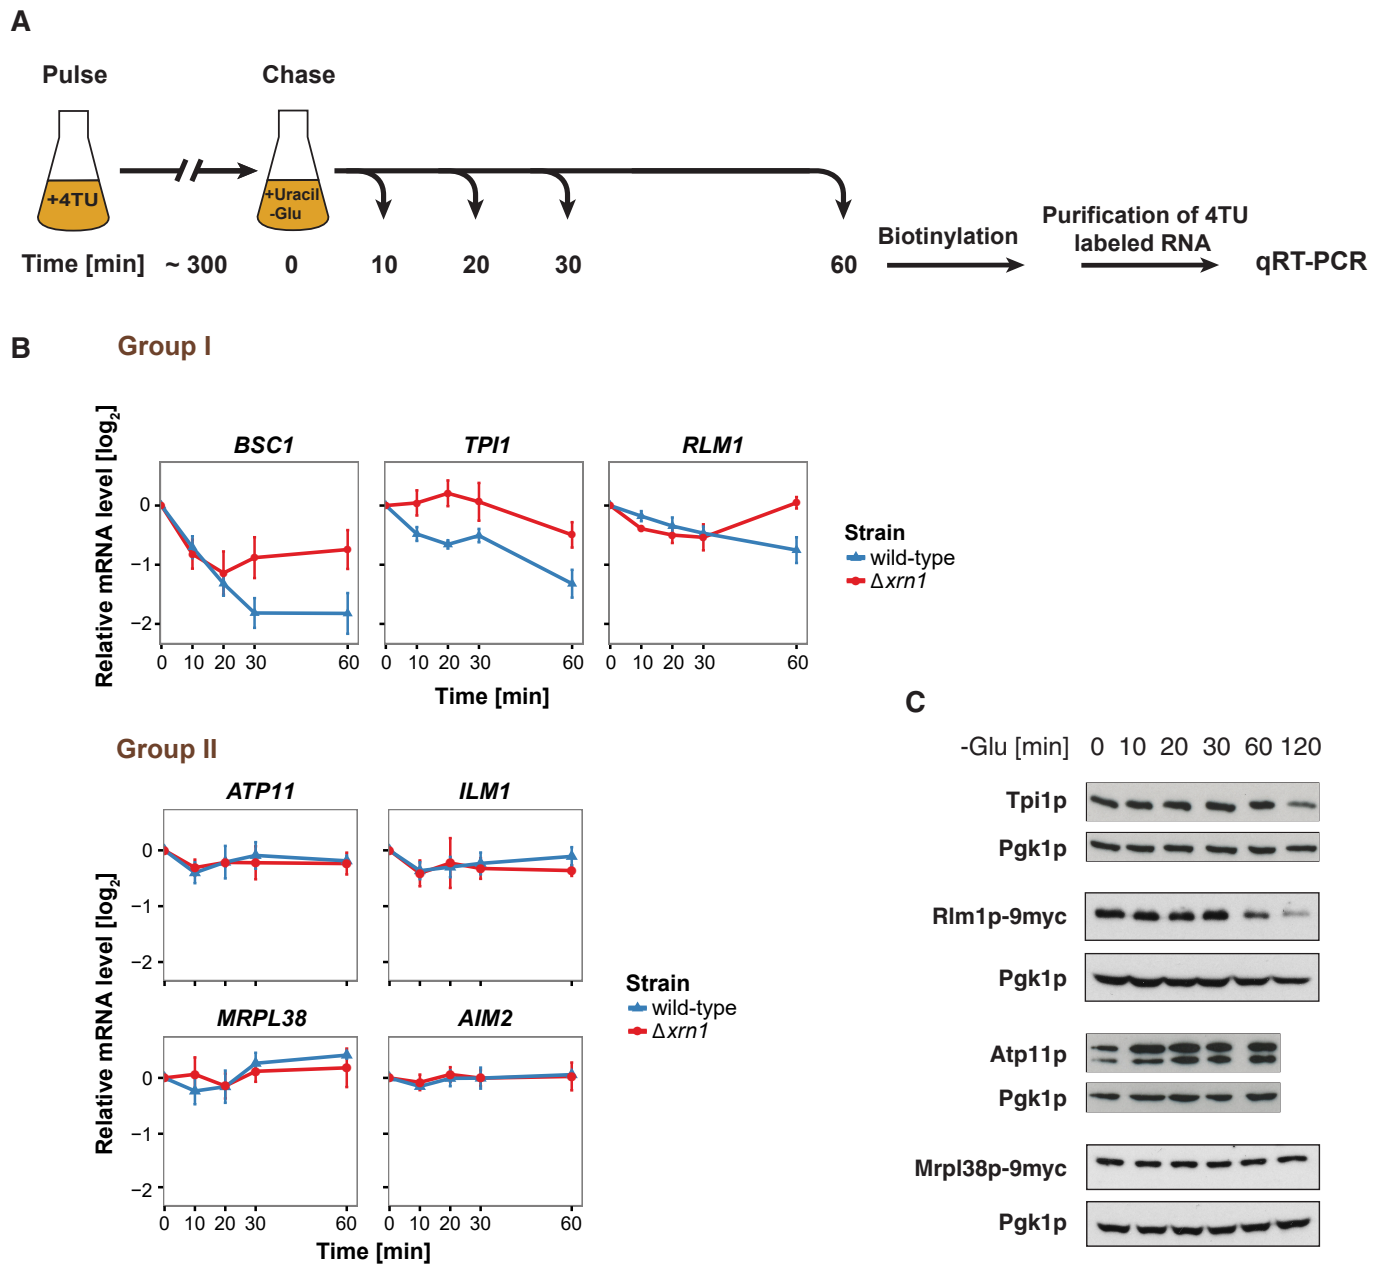 A
Pulse
Chase
+4TU
+Uracil
-Glu
Time [min] ~ 300 0 10 20 30 60
Biotinylation
Purification of 4TU
labeled RNA
qRT-PCR
B
Group I
Relative mRNA level [log2]
BSC1 TPI1 RLM1
0
−1
−2
0 10 20 30 60
0 10 20 30 60
0 10 20 30 60
Time [min]
Strain
wild-type
Δxrn1
Group II
Relative mRNA level [log2]
ATP11 ILM1
0
−1
−2
MRPL38 AIM2
0
−1
−2
0 10 20 30 60
0 10 20 30 60
Time [min]
Strain
wild-type
Δxrn1
C
-Glu [min] 0 10 20 30 60 120
Tpi1p
Pgk1p
Rlm1p-9myc
Pgk1p
Atp11p
Pgk1p
Mrpl38p-9myc
Pgk1p